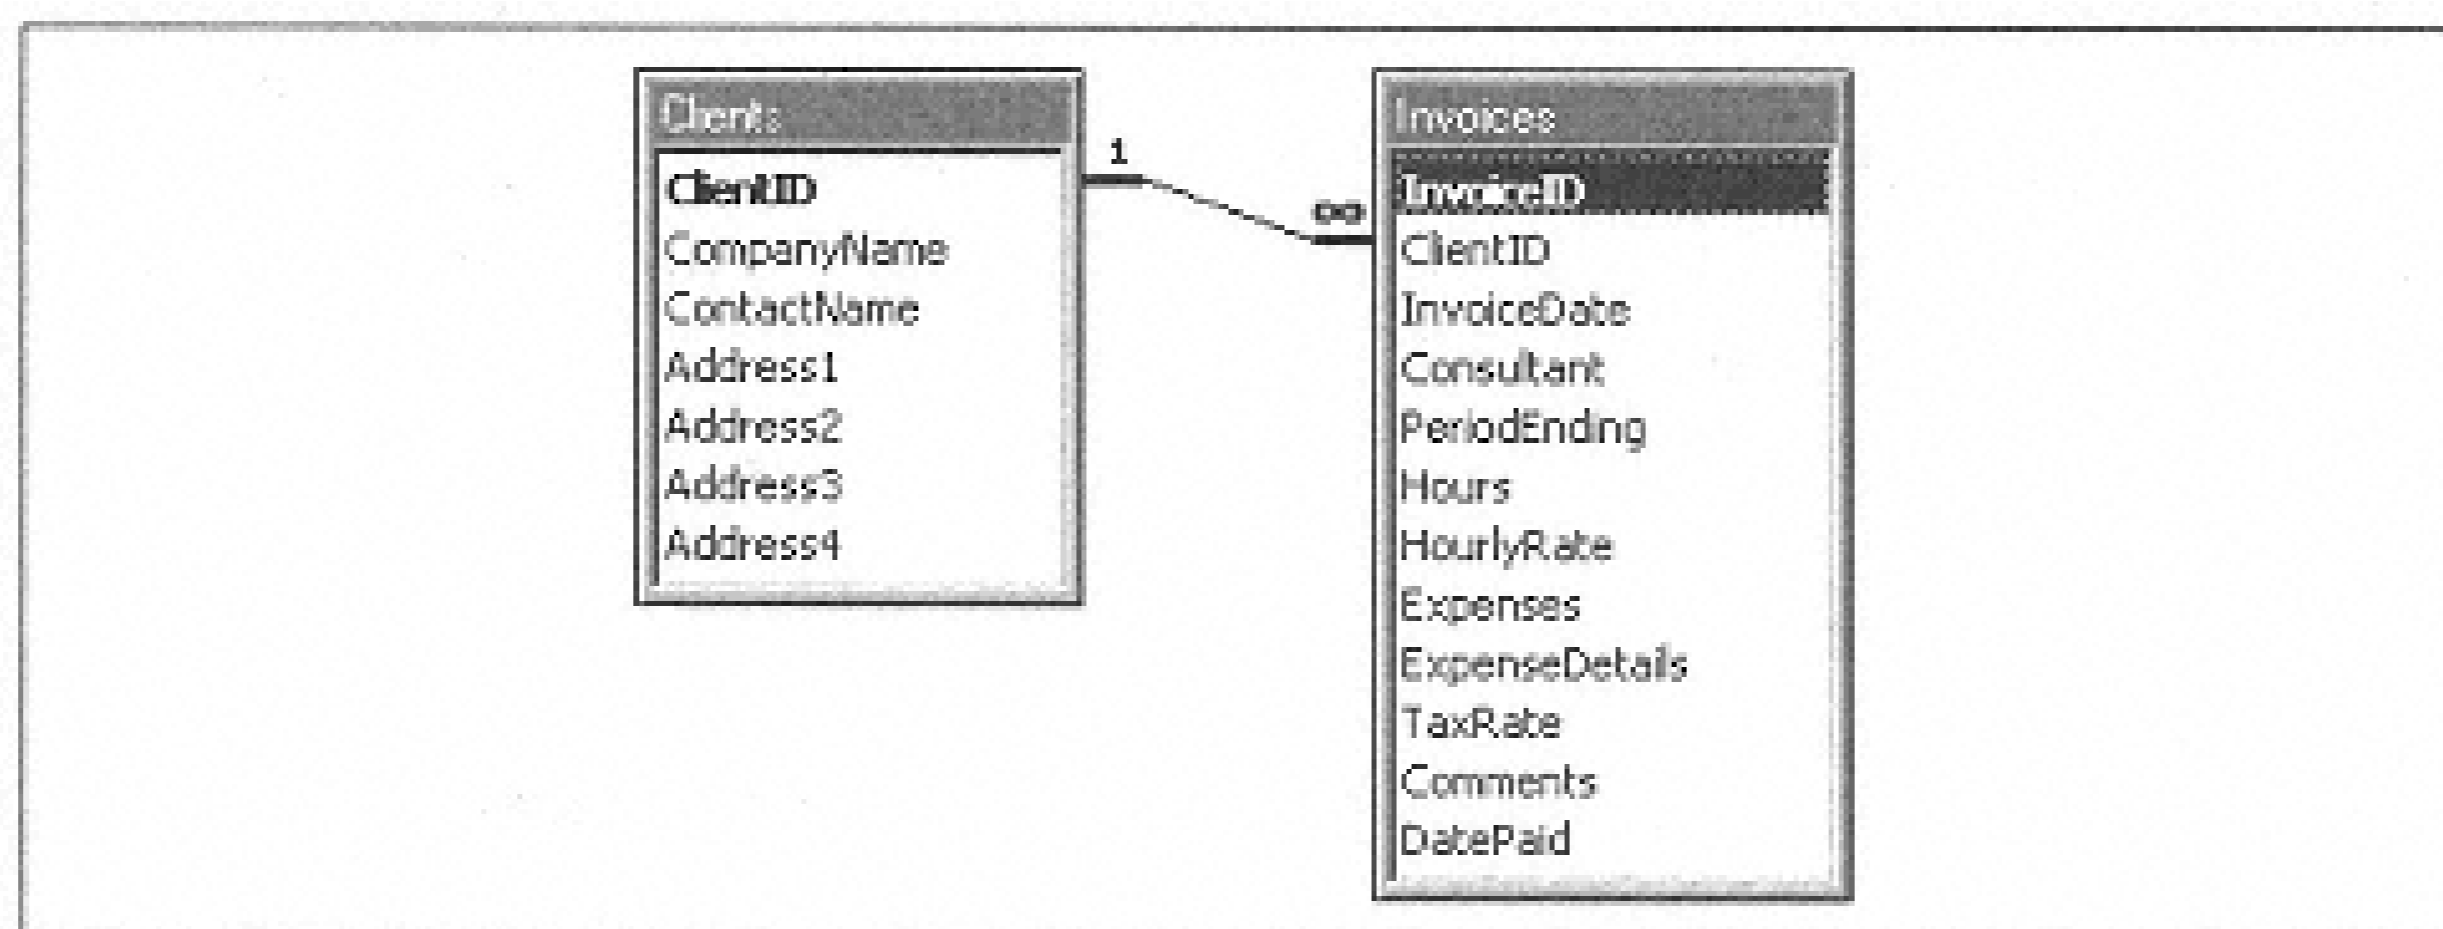 Clients
ClientID
CompanyName
ContactName
Address1
Address2
Address3
Address4
1
∞
Invoices
InvoiceID
ClientID
InvoiceDate
Consultant
PeriodEnding
Hours
HourlyRate
Expenses
ExpenseDetails
TaxRate
Comments
DatePaid